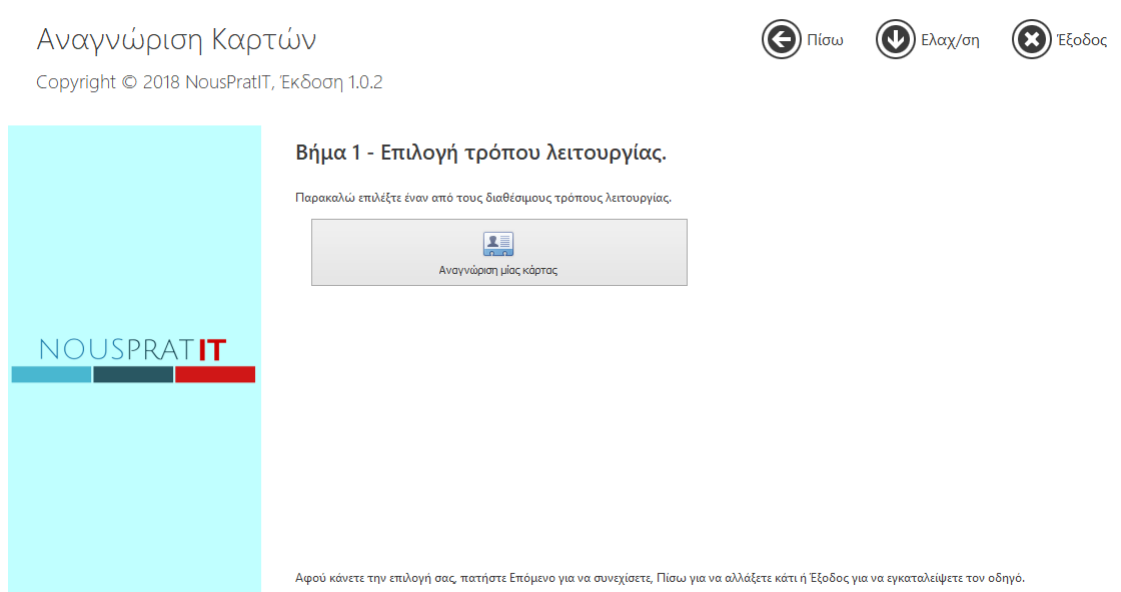 Αναγνώριση Καρτών
Πίσω
Ελαχ/ση
Έξοδος
Copyright © 2018 NousPratIT, Έκδοση 1.0.2
Βήμα 1 - Επιλογή τρόπου λειτουργίας.
Παρακαλώ επιλέξτε έναν από τους διαθέσιμους τρόπους λειτουργίας.
Αναγνώριση μίας κάρτας
NOUSPRATIT
Αφού κάνετε την επιλογή σας, πατήστε Επόμενο για να συνεχίσετε, Πίσω για να αλλάξετε κάτι ή Έξοδος για να εγκαταλείψετε τον οδηγό.